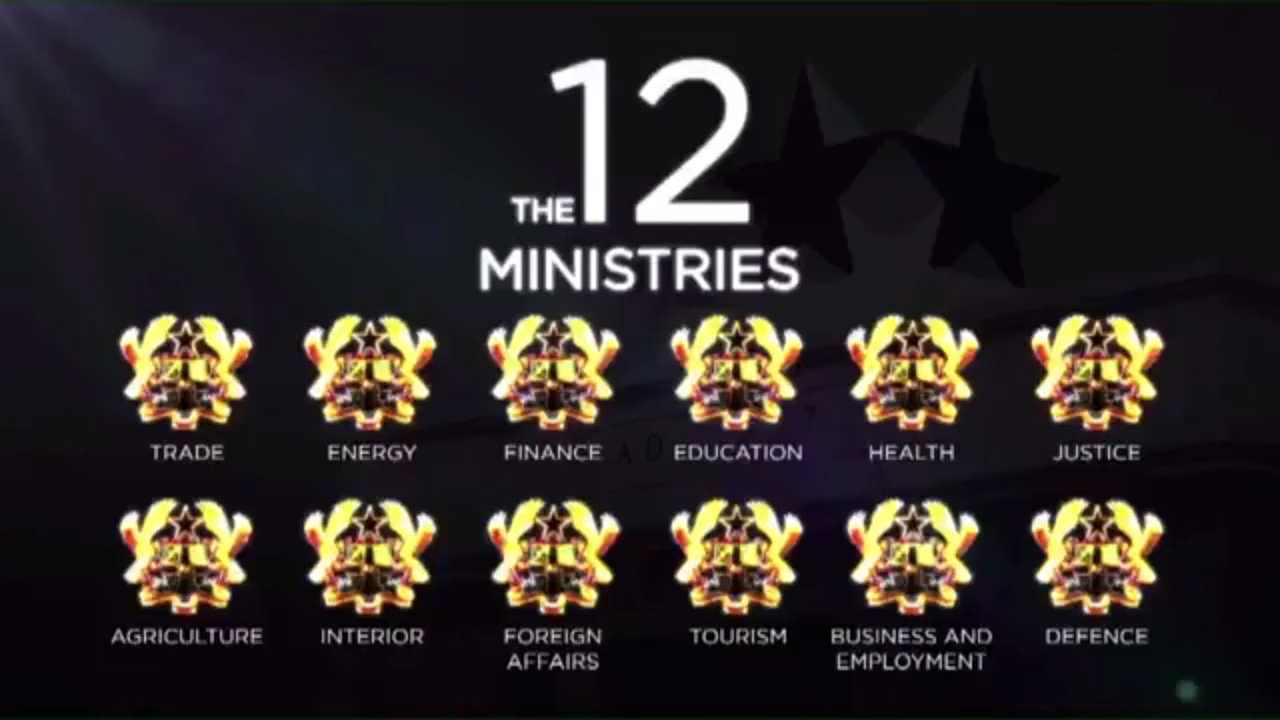 THE 12
MINISTRIES
TRADE
ENERGY
FINANCE
EDUCATION
HEALTH
JUSTICE
AGRICULTURE
INTERIOR
FOREIGN
AFFAIRS
TOURISM
BUSINESS AND
EMPLOYMENT
DEFENCE